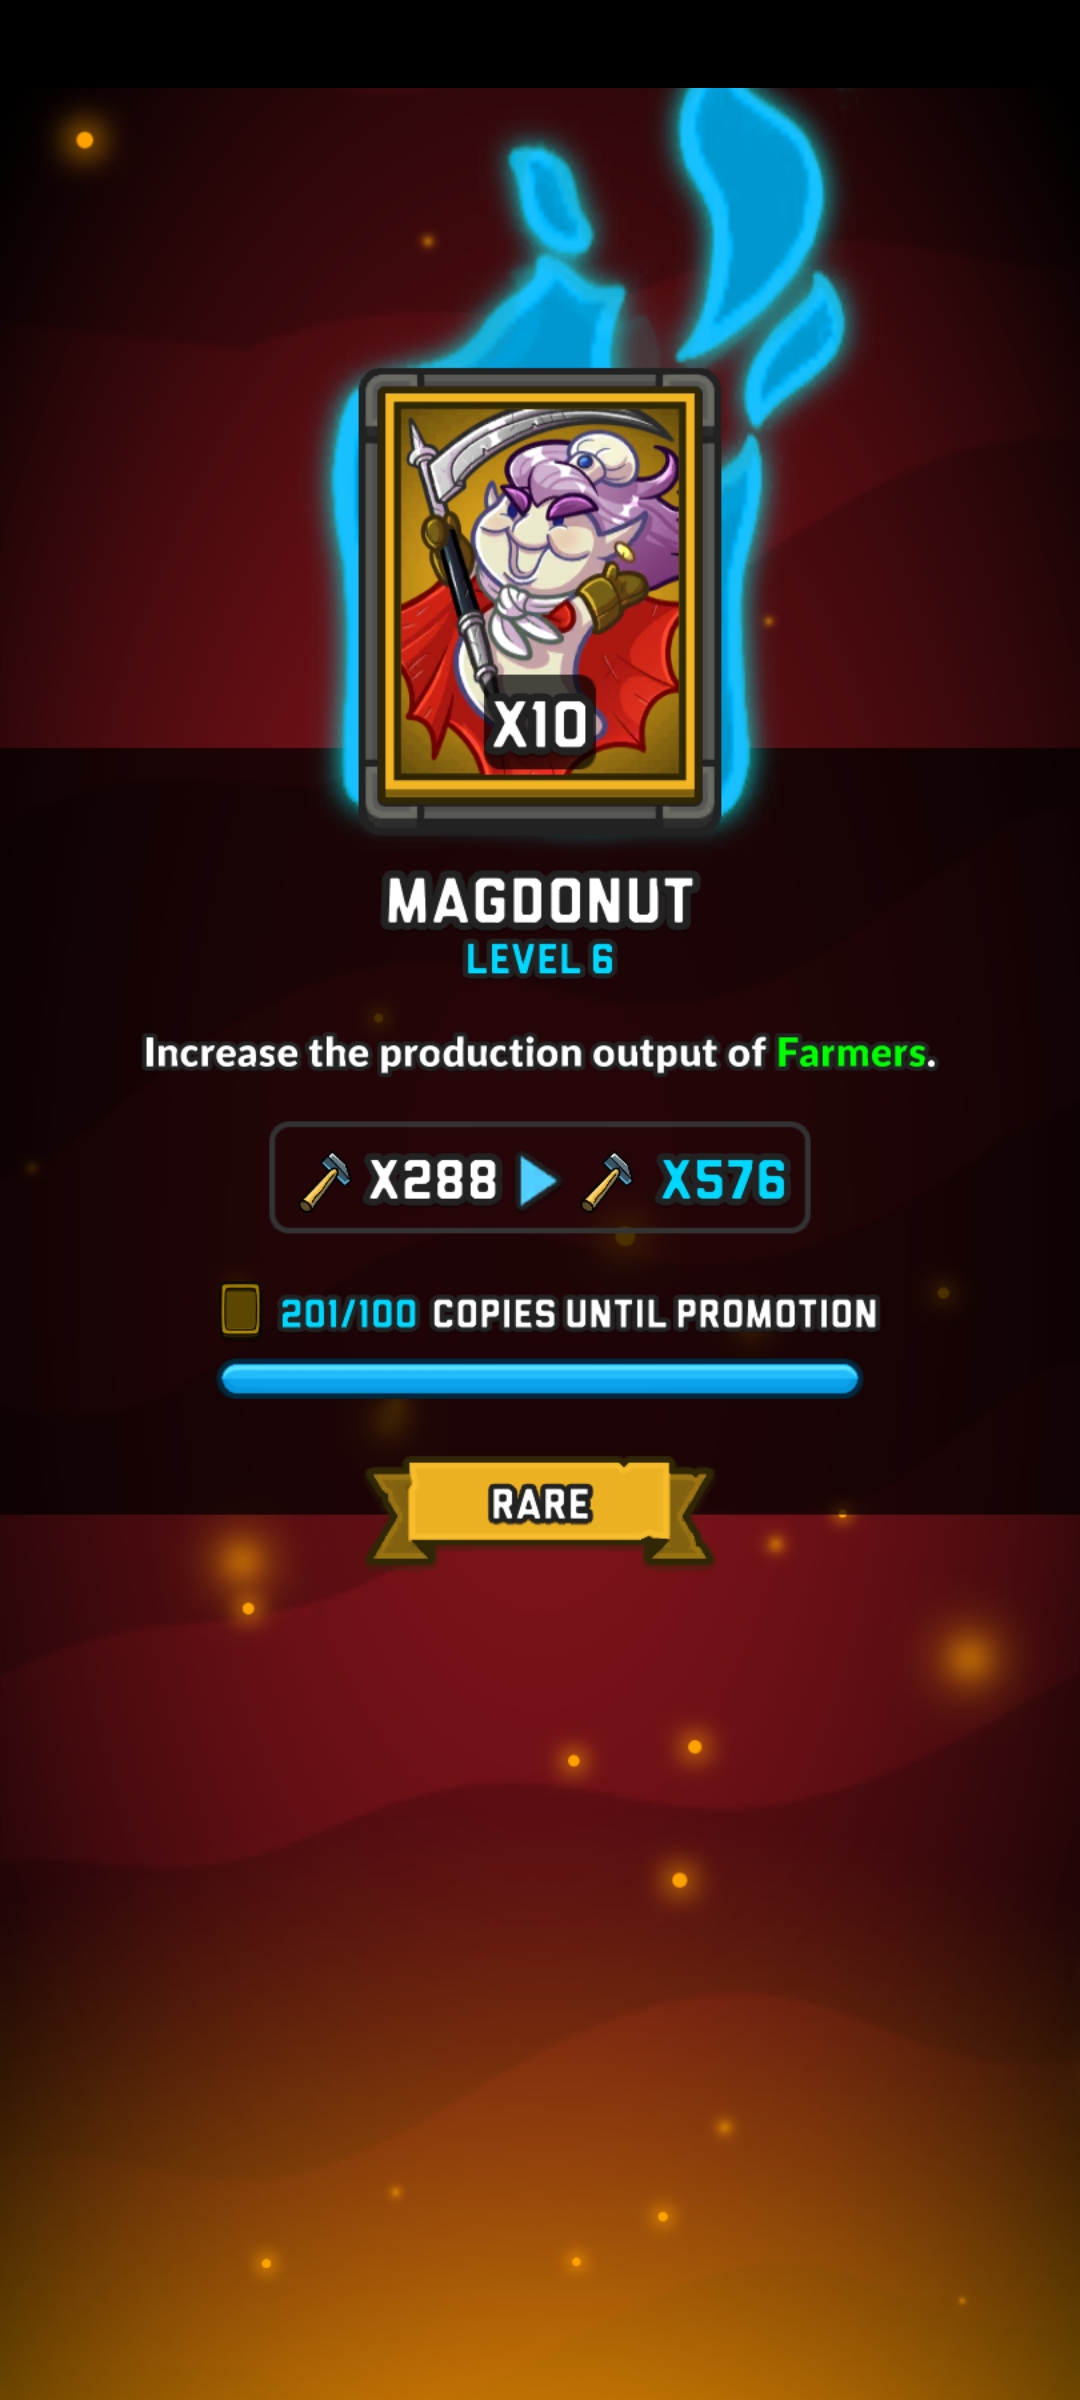 X10
MAGDONUT
LEVEL 6
Increase the production output of Farmers.
X288 X576
201/100 COPIES UNTIL PROMOTION
RARE